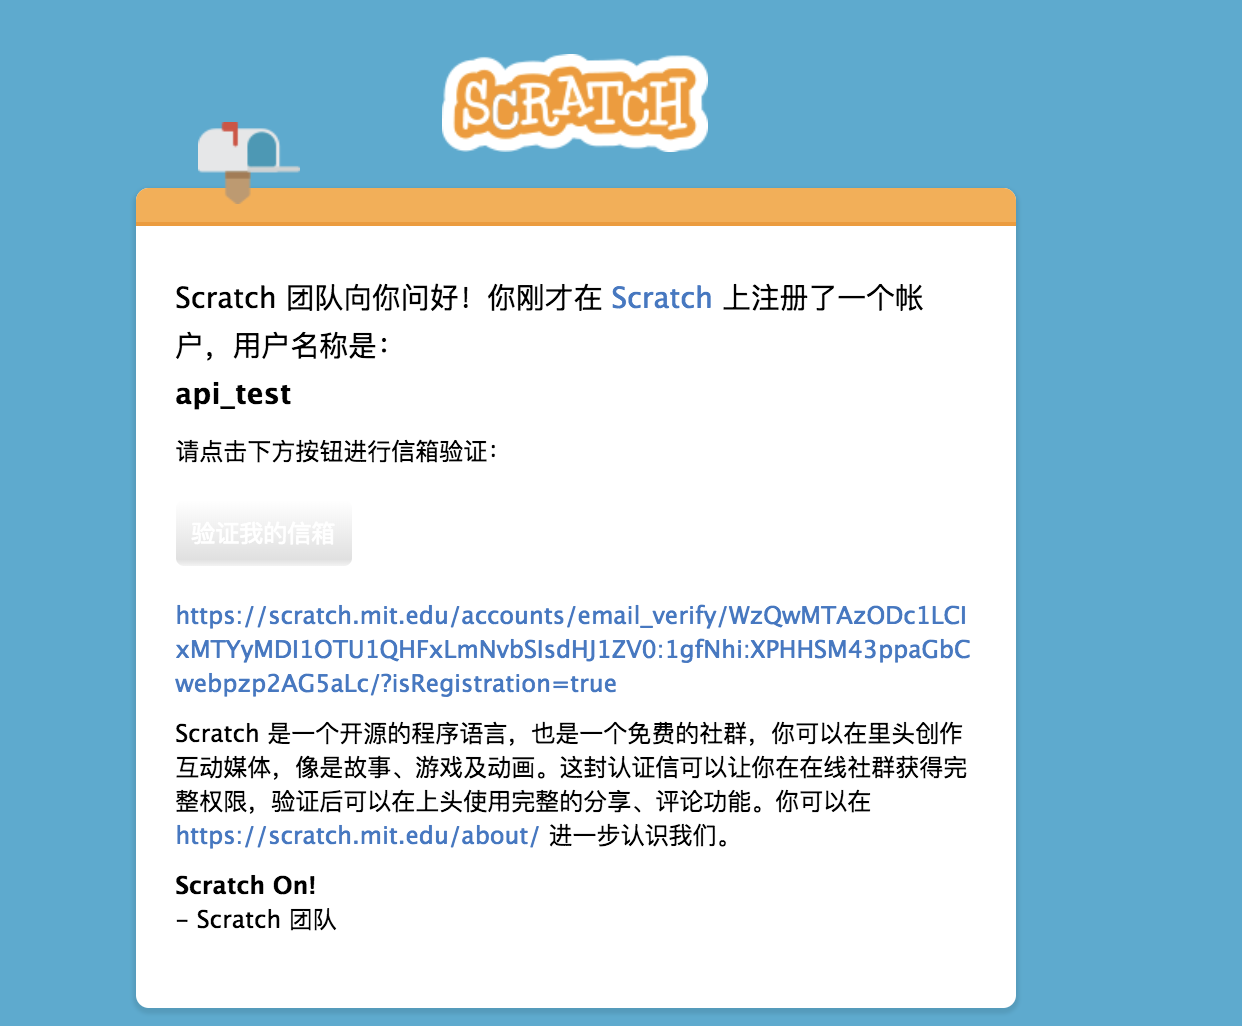 SCRATCH
Scratch 团队向你问好！你刚才在 Scratch 上注册了一个帐
户，用户名称是：
api_test
请点击下方按钮进行信箱验证：
验证我的信箱
https://scratch.mit.edu/accounts/email_verify/WzQwMTAzODc1LCI
xMTYyMDI1OTU1QHFxLmNvbSIsdHJ1ZV0:1gfNhi:XPHHSM43ppaGbC
webpzp2AG5aLc/?isRegistration=true
Scratch 是一个开源的程序语言，也是一个免费的社群，你可以在里头创作
互动媒体，像是故事、游戏及动画。这封认证信可以让你在在线社群获得完
整权限，验证后可以在上头使用完整的分享、评论功能。你可以在
https://scratch.mit.edu/about/ 进一步认识我们。
Scratch On!
– Scratch 团队